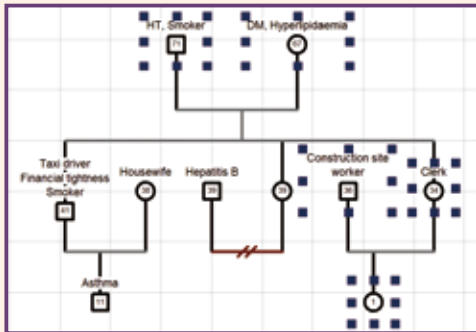 HT, Smoker
DM, Hyperlipidaemia
71
67
Taxi driver
Financial tightness
Smoker
Housewife
Hepatitis B
Construction site
worker
Clerk
41
38
39
39
36
34
Asthma
11
1